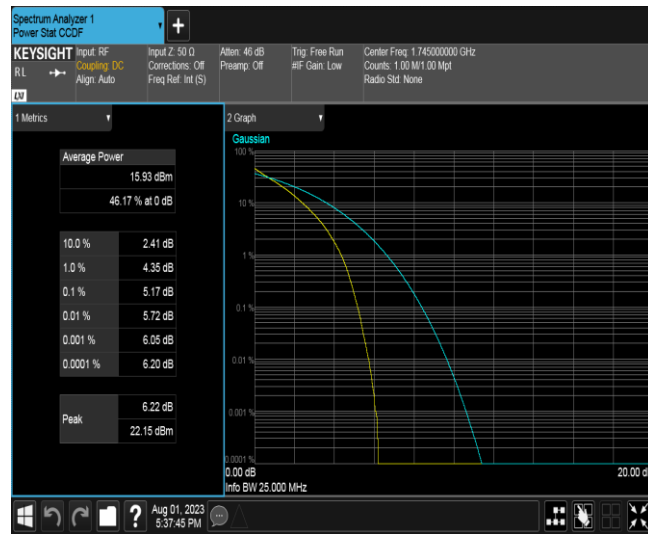 Spectrum Analyzer 1
Power Stat CCDF
+
KEYSIGHT
RL
LXI
Input: RF
Coupling: DC
Align: Auto
Input Z: 50 Ω
Corrections: Off
Freq Ref: Int (S)
Atten: 46 dB
Preamp: Off
Trig: Free Run
#IF Gain: Low
Center Freq: 1.745000000 GHz
Counts: 1.00 M/1.00 Mpt
Radio Std: None
1 Metrics
Average Power
15.93 dBm
46.17 % at 0 dB
10.0 % 2.41 dB
1.0 % 4.35 dB
0.1 % 5.17 dB
0.01 % 5.72 dB
0.001 % 6.05 dB
0.0001 % 6.20 dB
Peak
6.22 dB
22.15 dBm
2 Graph
Gaussian
100 %
10 %
1 %
0.1 %
0.01 %
0.001 %
0.0001 %
0.00 dB 20.00 d
Info BW 25.000 MHz
? Aug 01, 2023
5:37:45 PM